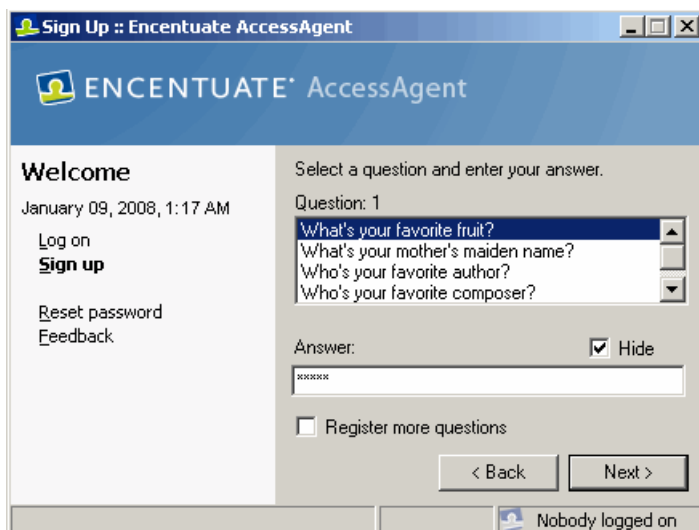 Sign Up :: Encentuate AccessAgent
ENCENTUATE AccessAgent
Welcome
January 09, 2008, 1:17 AM
Log on
Sign up
Reset password
Feedback
Select a question and enter your answer.
Question: 1
What's your favorite fruit?
What's your mother's maiden name?
Who's your favorite author?
Who's your favorite composer?
Answer:
Hide
*****
Register more questions
< Back
Next >
Nobody logged on